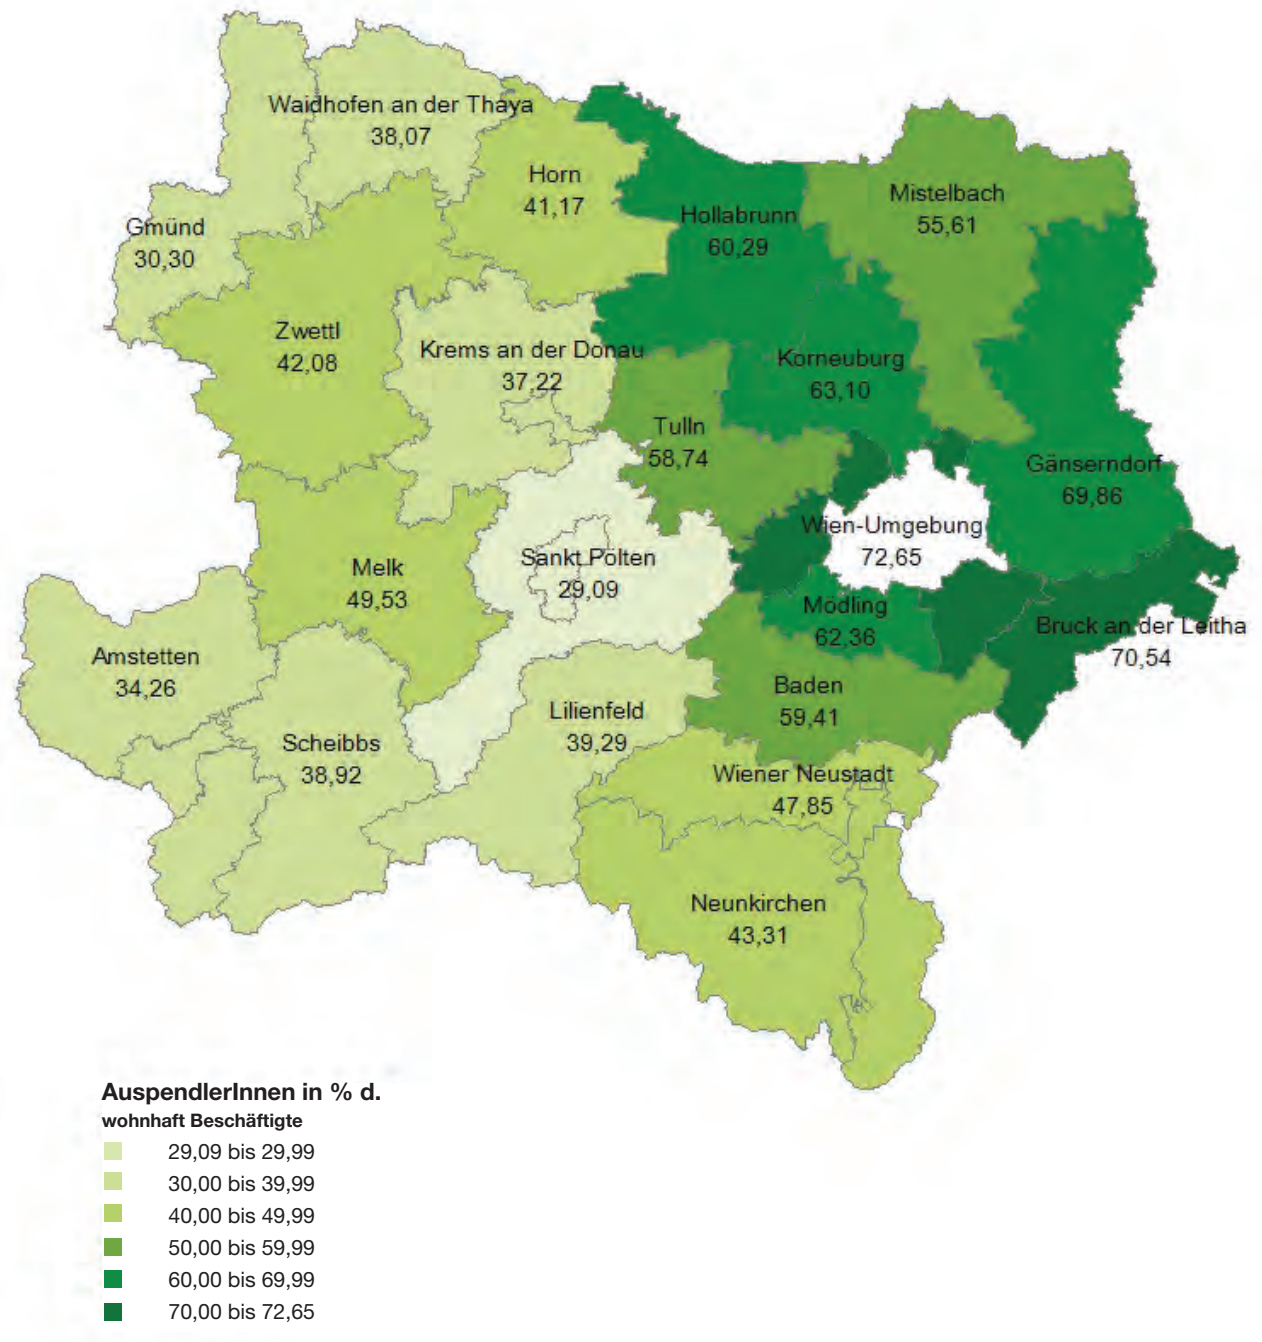 Waidhofen an der Thaya
38,07
Horn
41,17
Hollabrunn
60,29
Mistelbach
55,61
Gmünd
30,30
Zwettl
42,08
Krems an der Donau
37,22
Korneuburg
63,10
Tulln
58,74
Gänserndorf
69,86
Wien-Umgebung
72,65
Sankt Pölten
29,09
Melk
49,53
Mödling
62,36
Bruck an der Leitha
70,54
Amstetten
34,26
Baden
59,41
Lilienfeld
39,29
Scheibbs
38,92
Wiener Neustadt
47,85
Neunkirchen
43,31
AuspendlerInnen in % d.
wohnhaft Beschäftigte
29,09 bis 29,99
30,00 bis 39,99
40,00 bis 49,99
50,00 bis 59,99
60,00 bis 69,99
70,00 bis 72,65